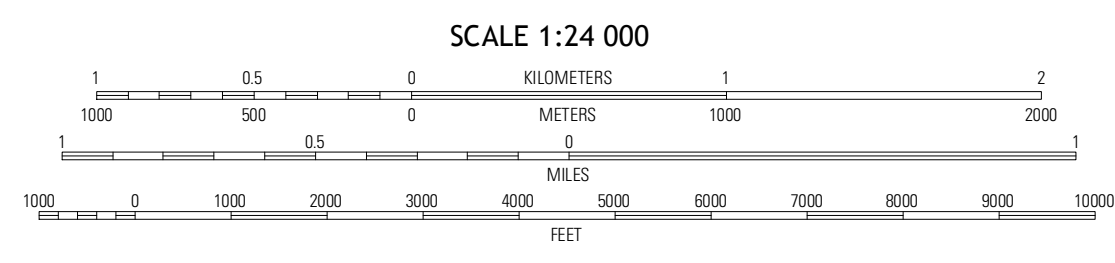 SCALE 1:24 000
1 0.5 0 KILOMETERS 1 2
1000 500 0 METERS 1000 2000
1 0.5 0 1
MILES
1000 0 1000 2000 3000 4000 5000 6000 7000 8000 9000 10000
FEET